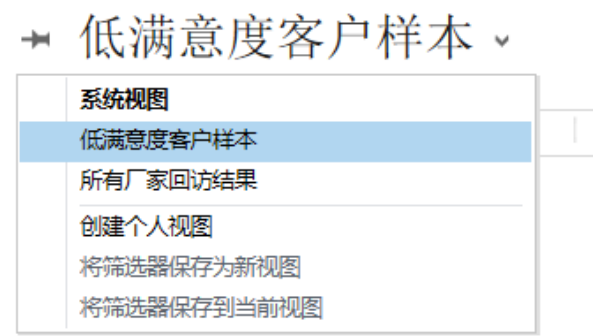 低满意度客户样本
系统视图
低满意度客户样本
所有厂家回访结果
创建个人视图
将筛选器保存为新视图
将筛选器保存到当前视图